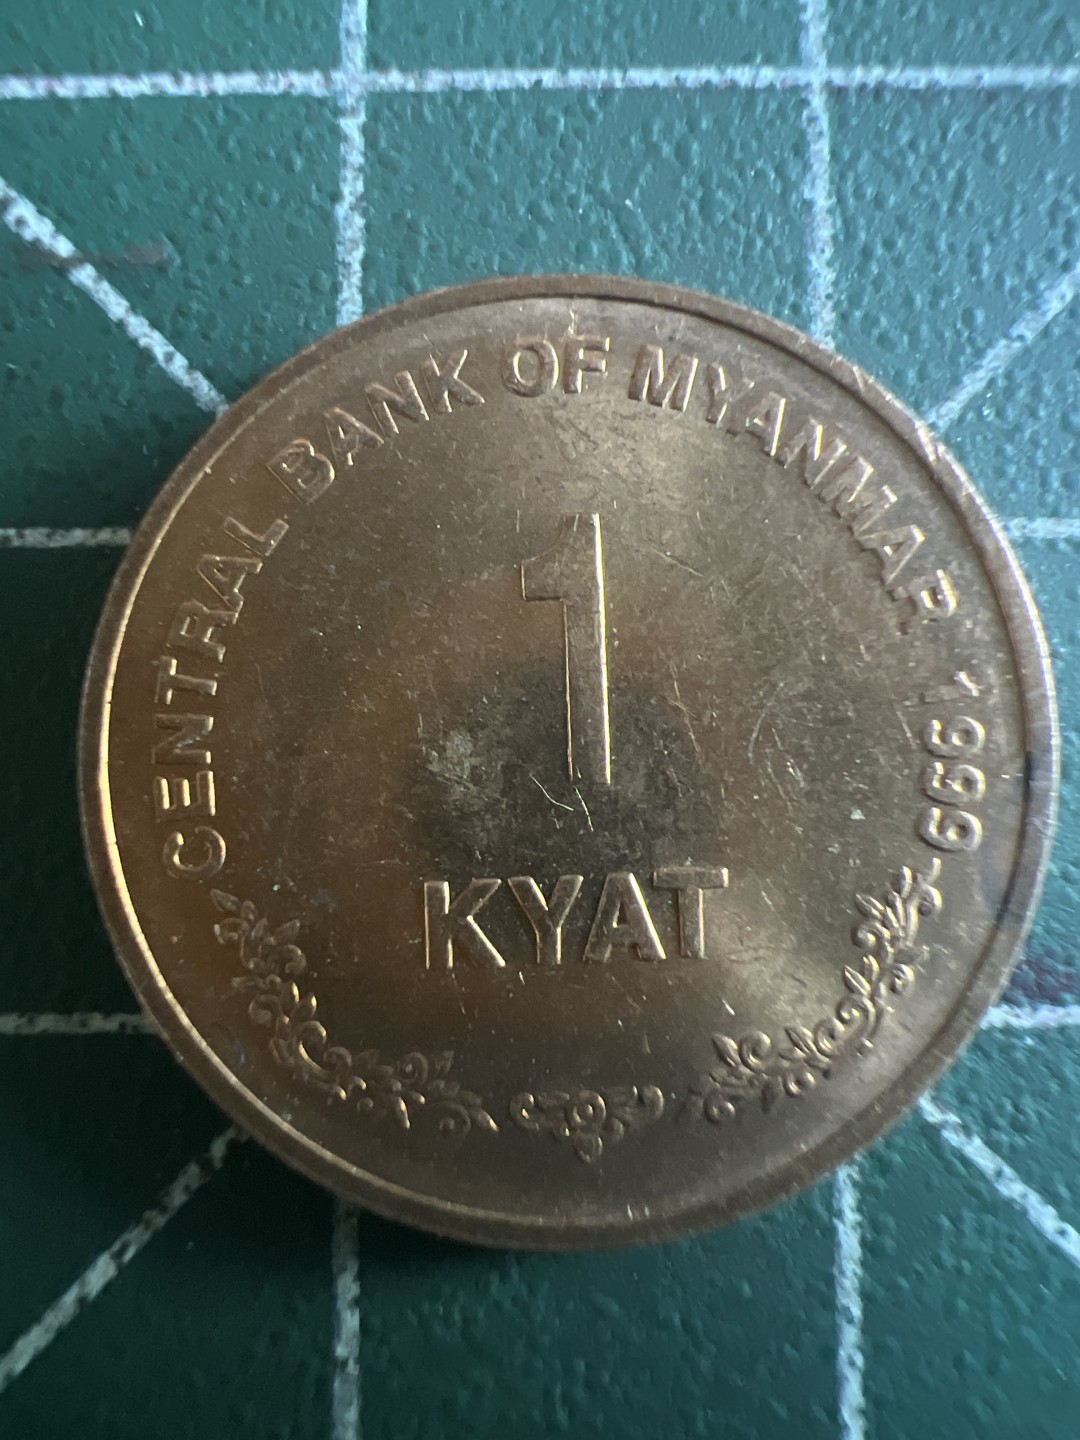 CENTRAL BANK OF MYANMAR 1999
1
KYAT